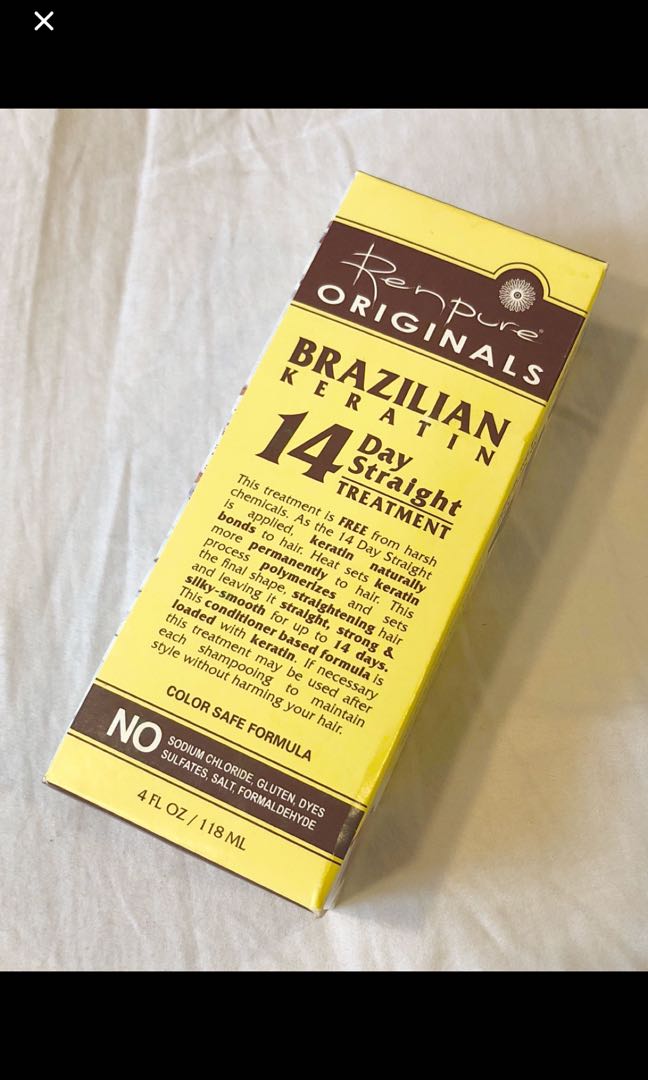 Renpure
ORIGINALS
BRAZILIAN
KERATIN
14 Day
Straight
TREATMENT
This treatment is FREE from harsh
chemicals. As the 14 Day Straight
is applied, keratin naturally
bonds to hair. Heat sets keratin
more permanently to hair. This
process polymerizes and sets
the final shape, straightening hair
and leaving it straight, strong &
silky-smooth for up to 14 days.
This conditioner based formula is
loaded with keratin. If necessary
this treatment may be used after
each shampooing to maintain
style without harming your hair.
COLOR SAFE FORMULA
NO SODIUM CHLORIDE, GLUTEN, DYES
SULFATES, SALT, FORMALDEHYDE
4 FL OZ / 118 ML